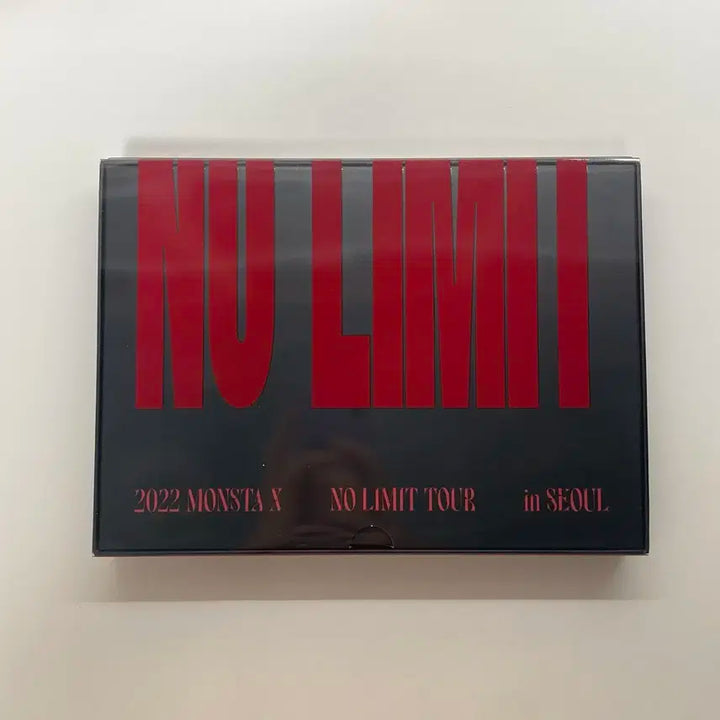 NO LIMIT
2022 MONSTA X NO LIMIT TOUR in SEOUL